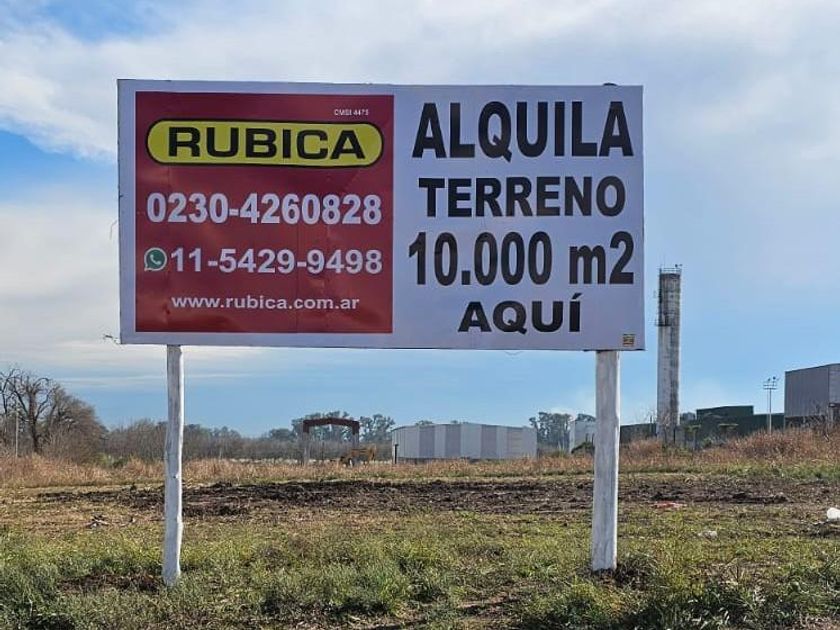 CMSI 4475
RUBICA
0230-4260828
11-5429-9498
www.rubica.com.ar
ALQUILA
TERRENO
10.000 m2
AQUÍ